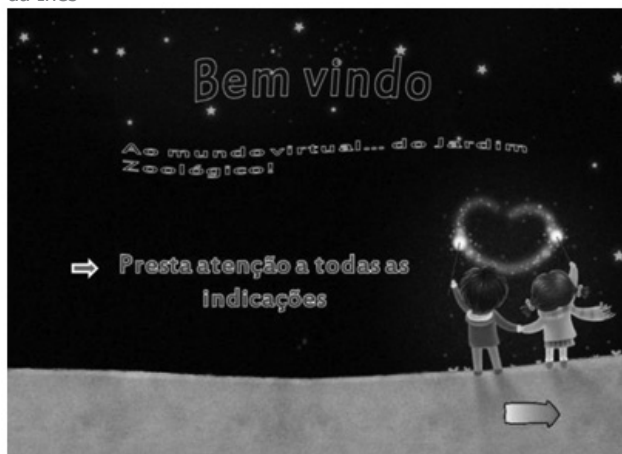 Bem vindo
Ao mundo virtual... do Jardim
Zoológico!
Presta atenção a todas as
indicações